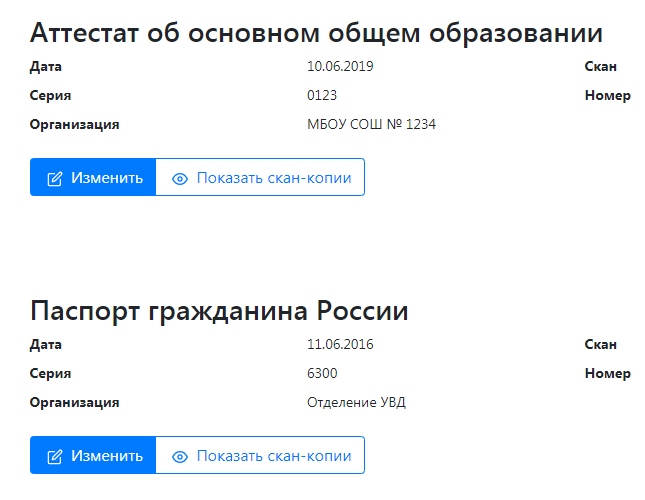 Аттестат об основном общем образовании
Дата 10.06.2019 Скан
Серия 0123 Номер
Организация МБОУ СОШ № 1234
Изменить Показать скан-копии
Паспорт гражданина России
Дата 11.06.2016 Скан
Серия 6300 Номер
Организация Отделение УВД
Изменить Показать скан-копии